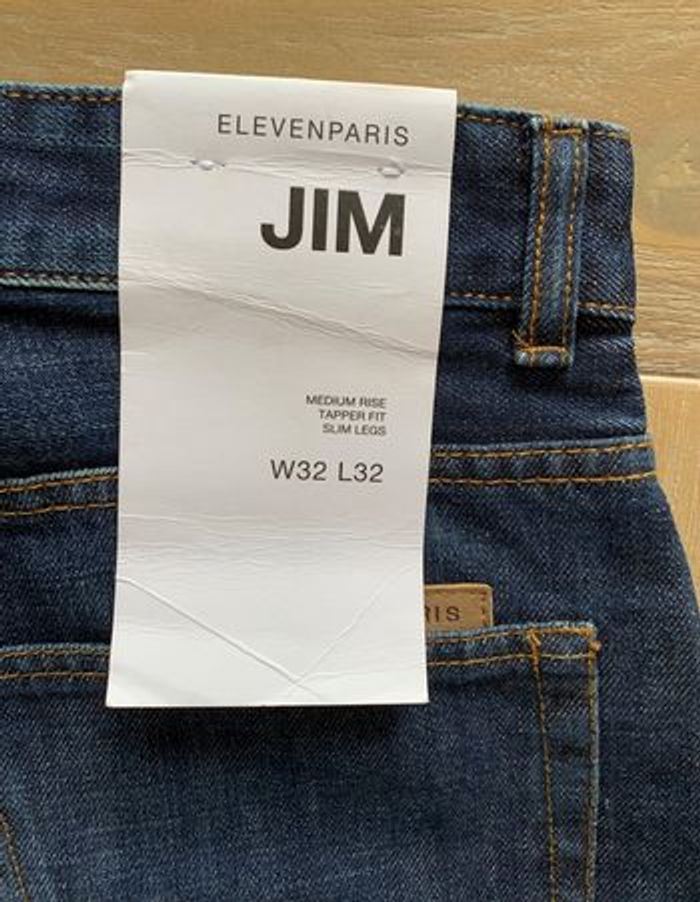 ELEVENPARIS
JIM
MEDIUM RISE
TAPPER FIT
SLIM LEGS
W32 L32
RIS